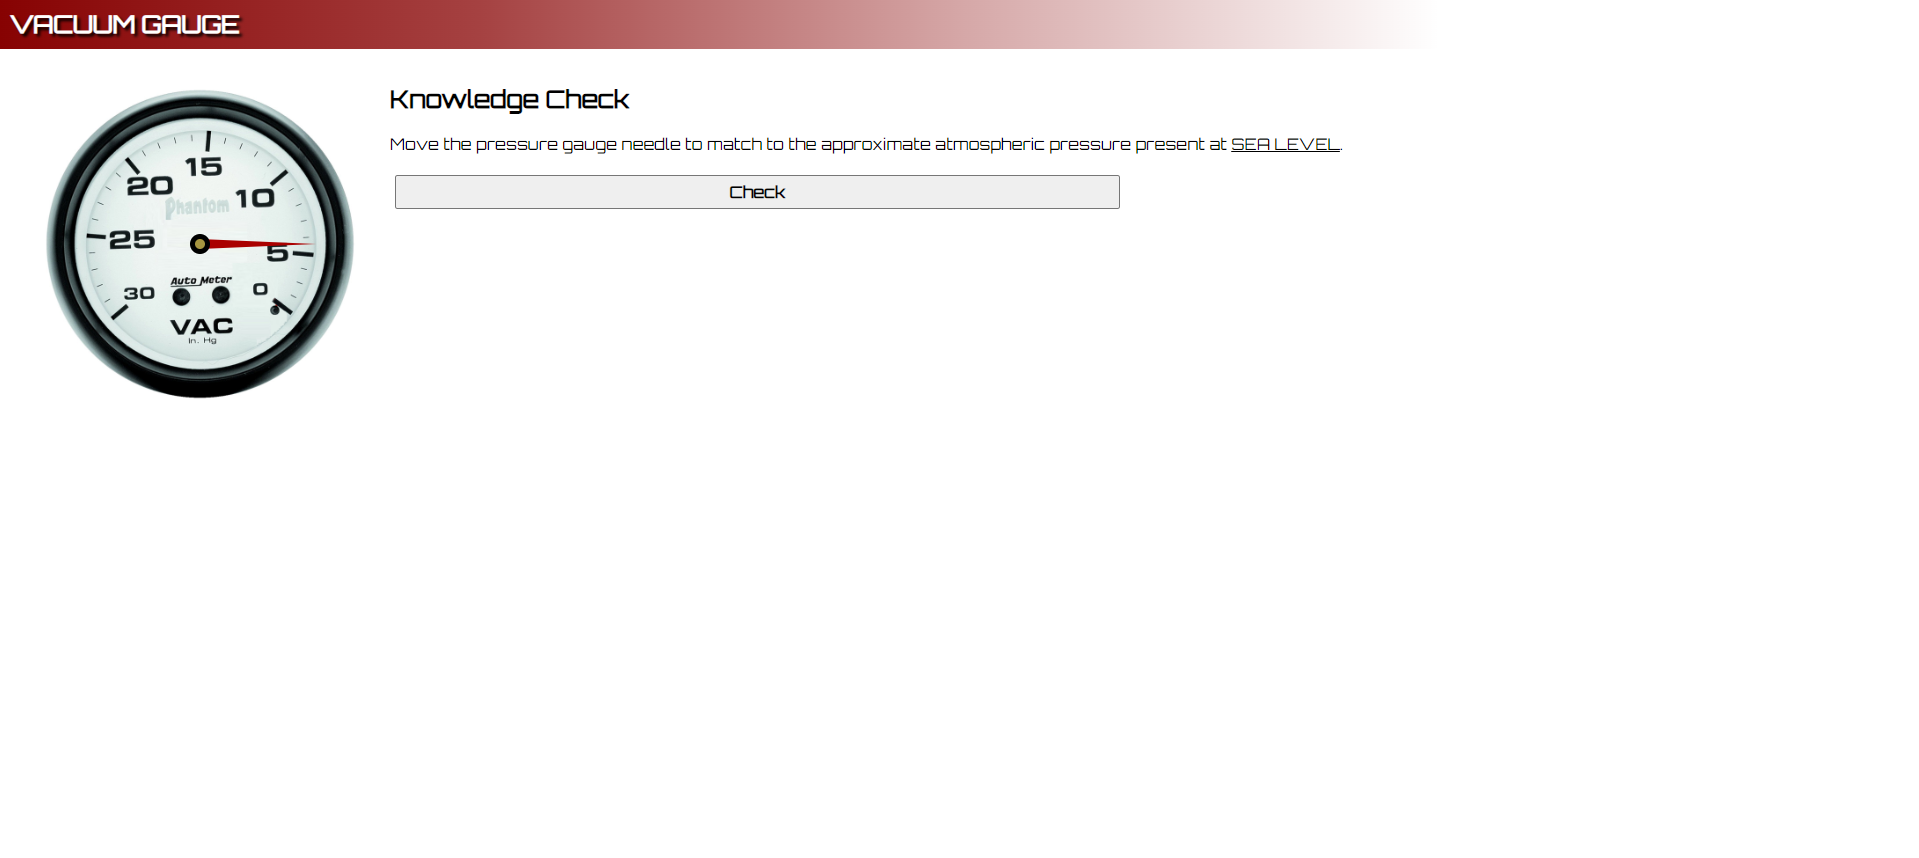 VACUUM GAUGE
Knowledge Check
Move the pressure gauge needle to match to the approximate atmospheric pressure present at SEA LEVEL.
Check
15
20
10
Phantom
25
5
Auto Meter
30
0
VAC
In. Hg